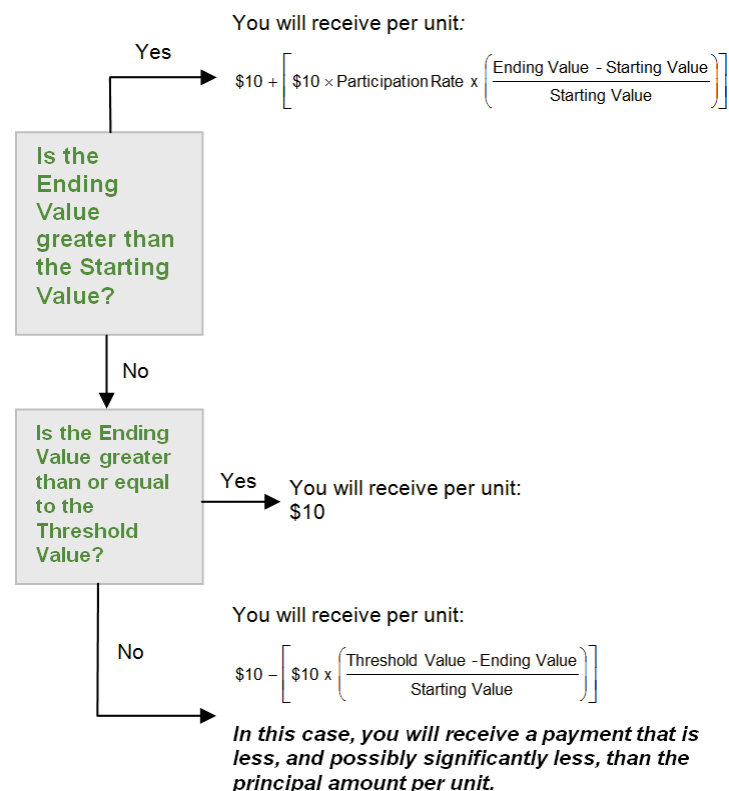 You will receive per unit:
Yes
$10 + [ $10 × Participation Rate x ( Ending Value - Starting Value
Starting Value ) ]
Is the
Ending
Value
greater than
the Starting
Value?
No
Is the Ending
Value greater
than or equal
to the
Threshold
Value?
Yes
You will receive per unit:
$10
You will receive per unit:
No
$10 – [ $10 x ( Threshold Value - Ending Value
Starting Value ) ]
In this case, you will receive a payment that is
less, and possibly significantly less, than the
principal amount per unit.